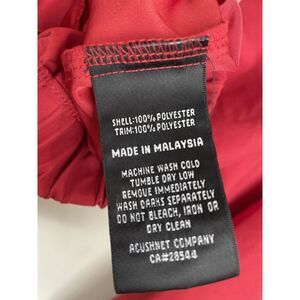 SHELL:100% POLYESTER
TRIM:100% POLYESTER
MADE IN MALAYSIA
MACHINE WASH COLD
TUMBLE DRY LOW
REMOVE IMMEDIATELY
WASH DARKS SEPARATELY
DO NOT BLEACH, IRON OR
DRY CLEAN
ACUSHNET COMPANY
CA#28544